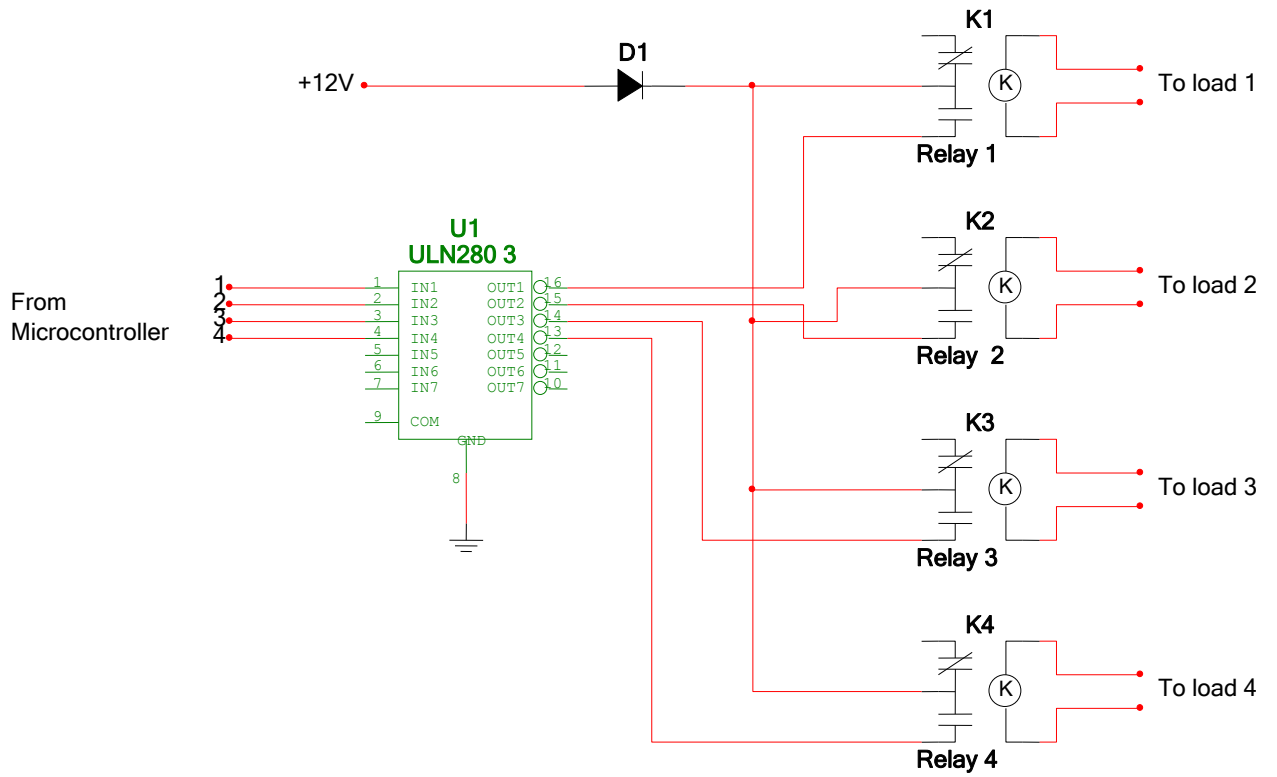 K1
D1
+12V
K
To load 1
Relay 1
K2
U1
ULN280 3
1 1 IN1 OUT1 16
2 2 IN2 OUT2 15
3 3 IN3 OUT3 14
4 4 IN4 OUT4 13
5 IN5 OUT5 12
6 IN6 OUT6 11
7 IN7 OUT7 10
9 COM
GND
8
From
Microcontroller
K
To load 2
Relay 2
K3
K
To load 3
Relay 3
K4
K
To load 4
Relay 4